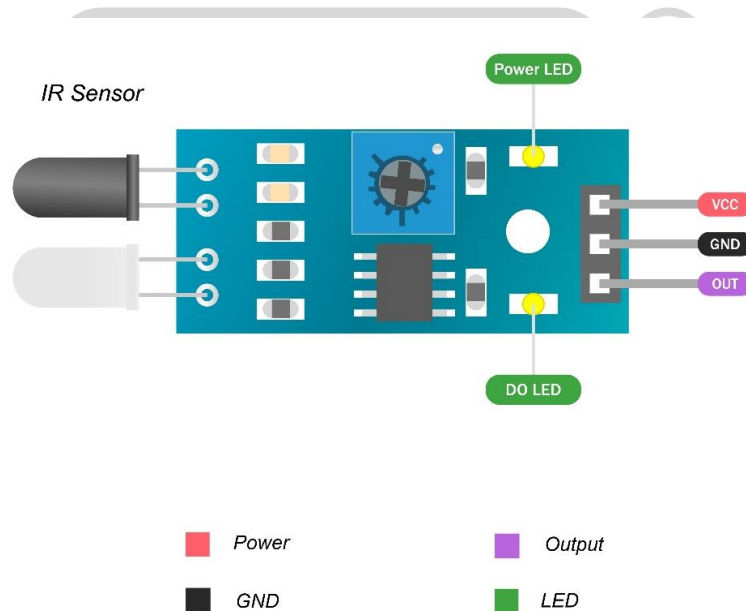 Power LED
IR Sensor
VCC
GND
OUT
DO LED
Power
Output
GND
LED